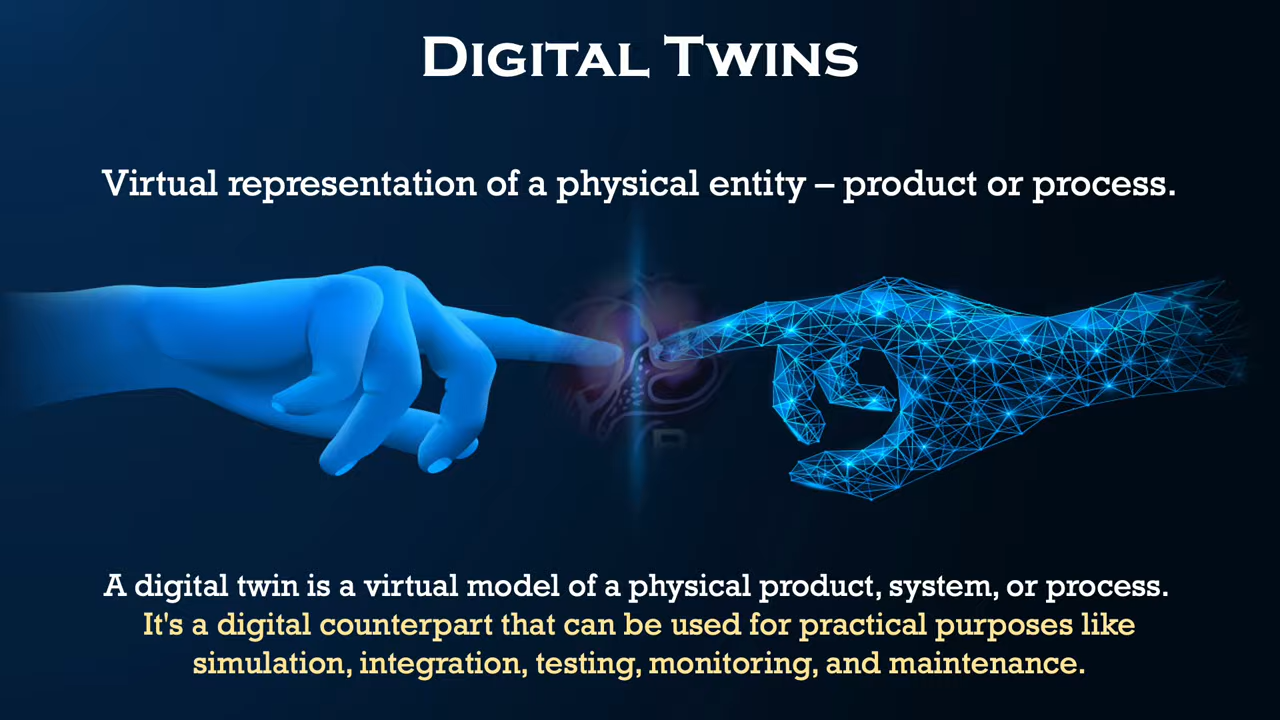 DIGITAL TWINS
Virtual representation of a physical entity – product or process.
A digital twin is a virtual model of a physical product, system, or process.
It's a digital counterpart that can be used for practical purposes like
simulation, integration, testing, monitoring, and maintenance.